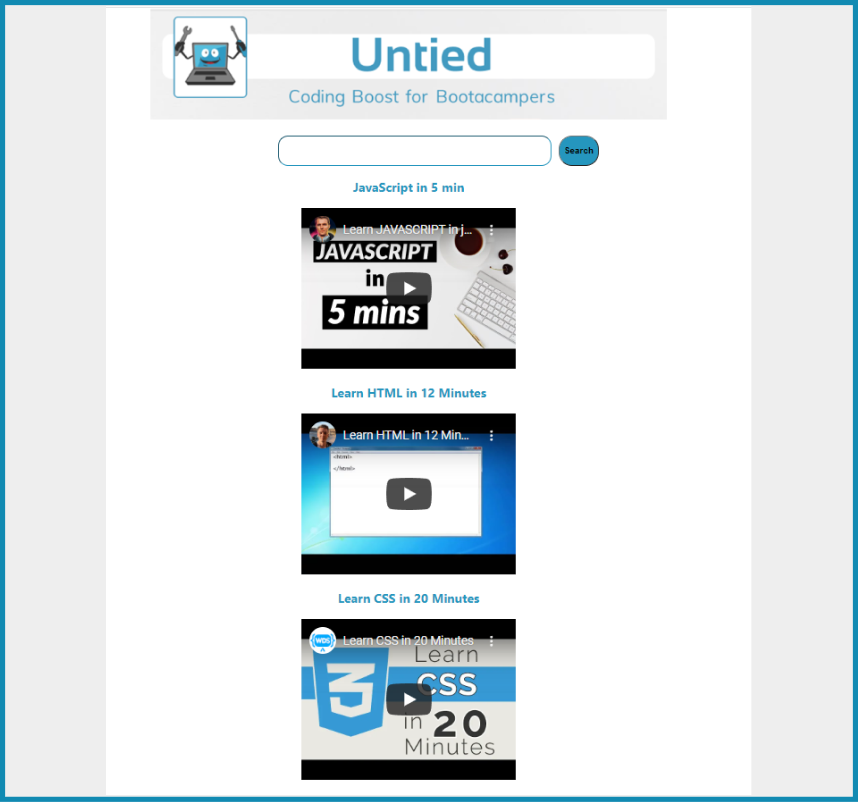 Untied
Coding Boost for Bootacampers
Search
JavaScript in 5 min
Learn JAVASCRIPT in j...
JAVASCRIPT
in
5 mins
Learn HTML in 12 Minutes
Learn HTML in 12 Min...
<html>
</html>
Learn CSS in 20 Minutes
WDS
Learn CSS in 20 Minutes
Learn
CSS
in 20
Minutes